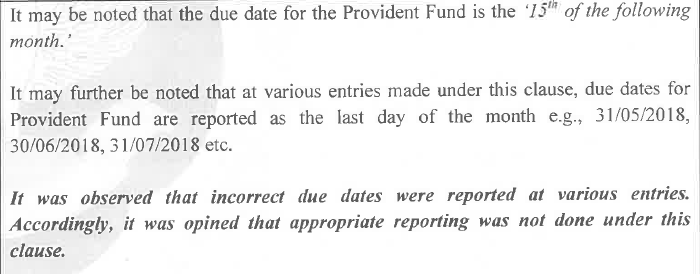 It may be noted that the due date for the Provident Fund is the ‘15th of the following
month.’
It may further be noted that at various entries made under this clause, due dates for
Provident Fund are reported as the last day of the month e.g., 31/05/2018,
30/06/2018, 31/07/2018 etc.
It was observed that incorrect due dates were reported at various entries.
Accordingly, it was opined that appropriate reporting was not done under this
clause.